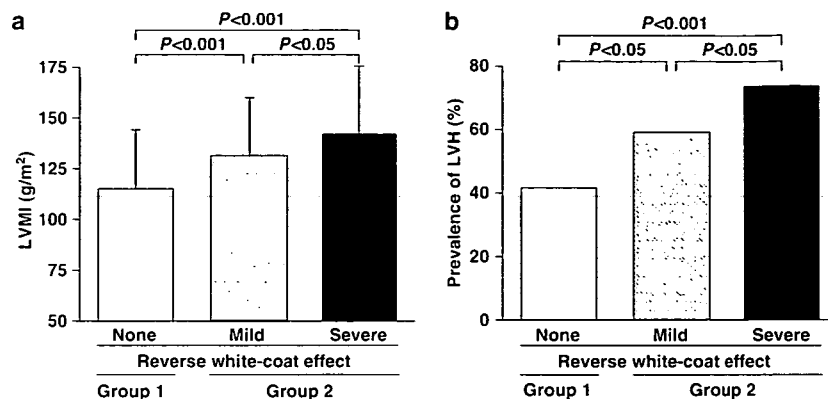 a
P<0.001
P<0.001 P<0.05
LVMI (g/m²)
175
150
125
100
75
50
None Mild Severe
Reverse white-coat effect
Group 1 Group 2
b
P<0.001
P<0.05 P<0.05
Prevalence of LVH (%)
80
60
40
20
0
None Mild Severe
Reverse white-coat effect
Group 1 Group 2